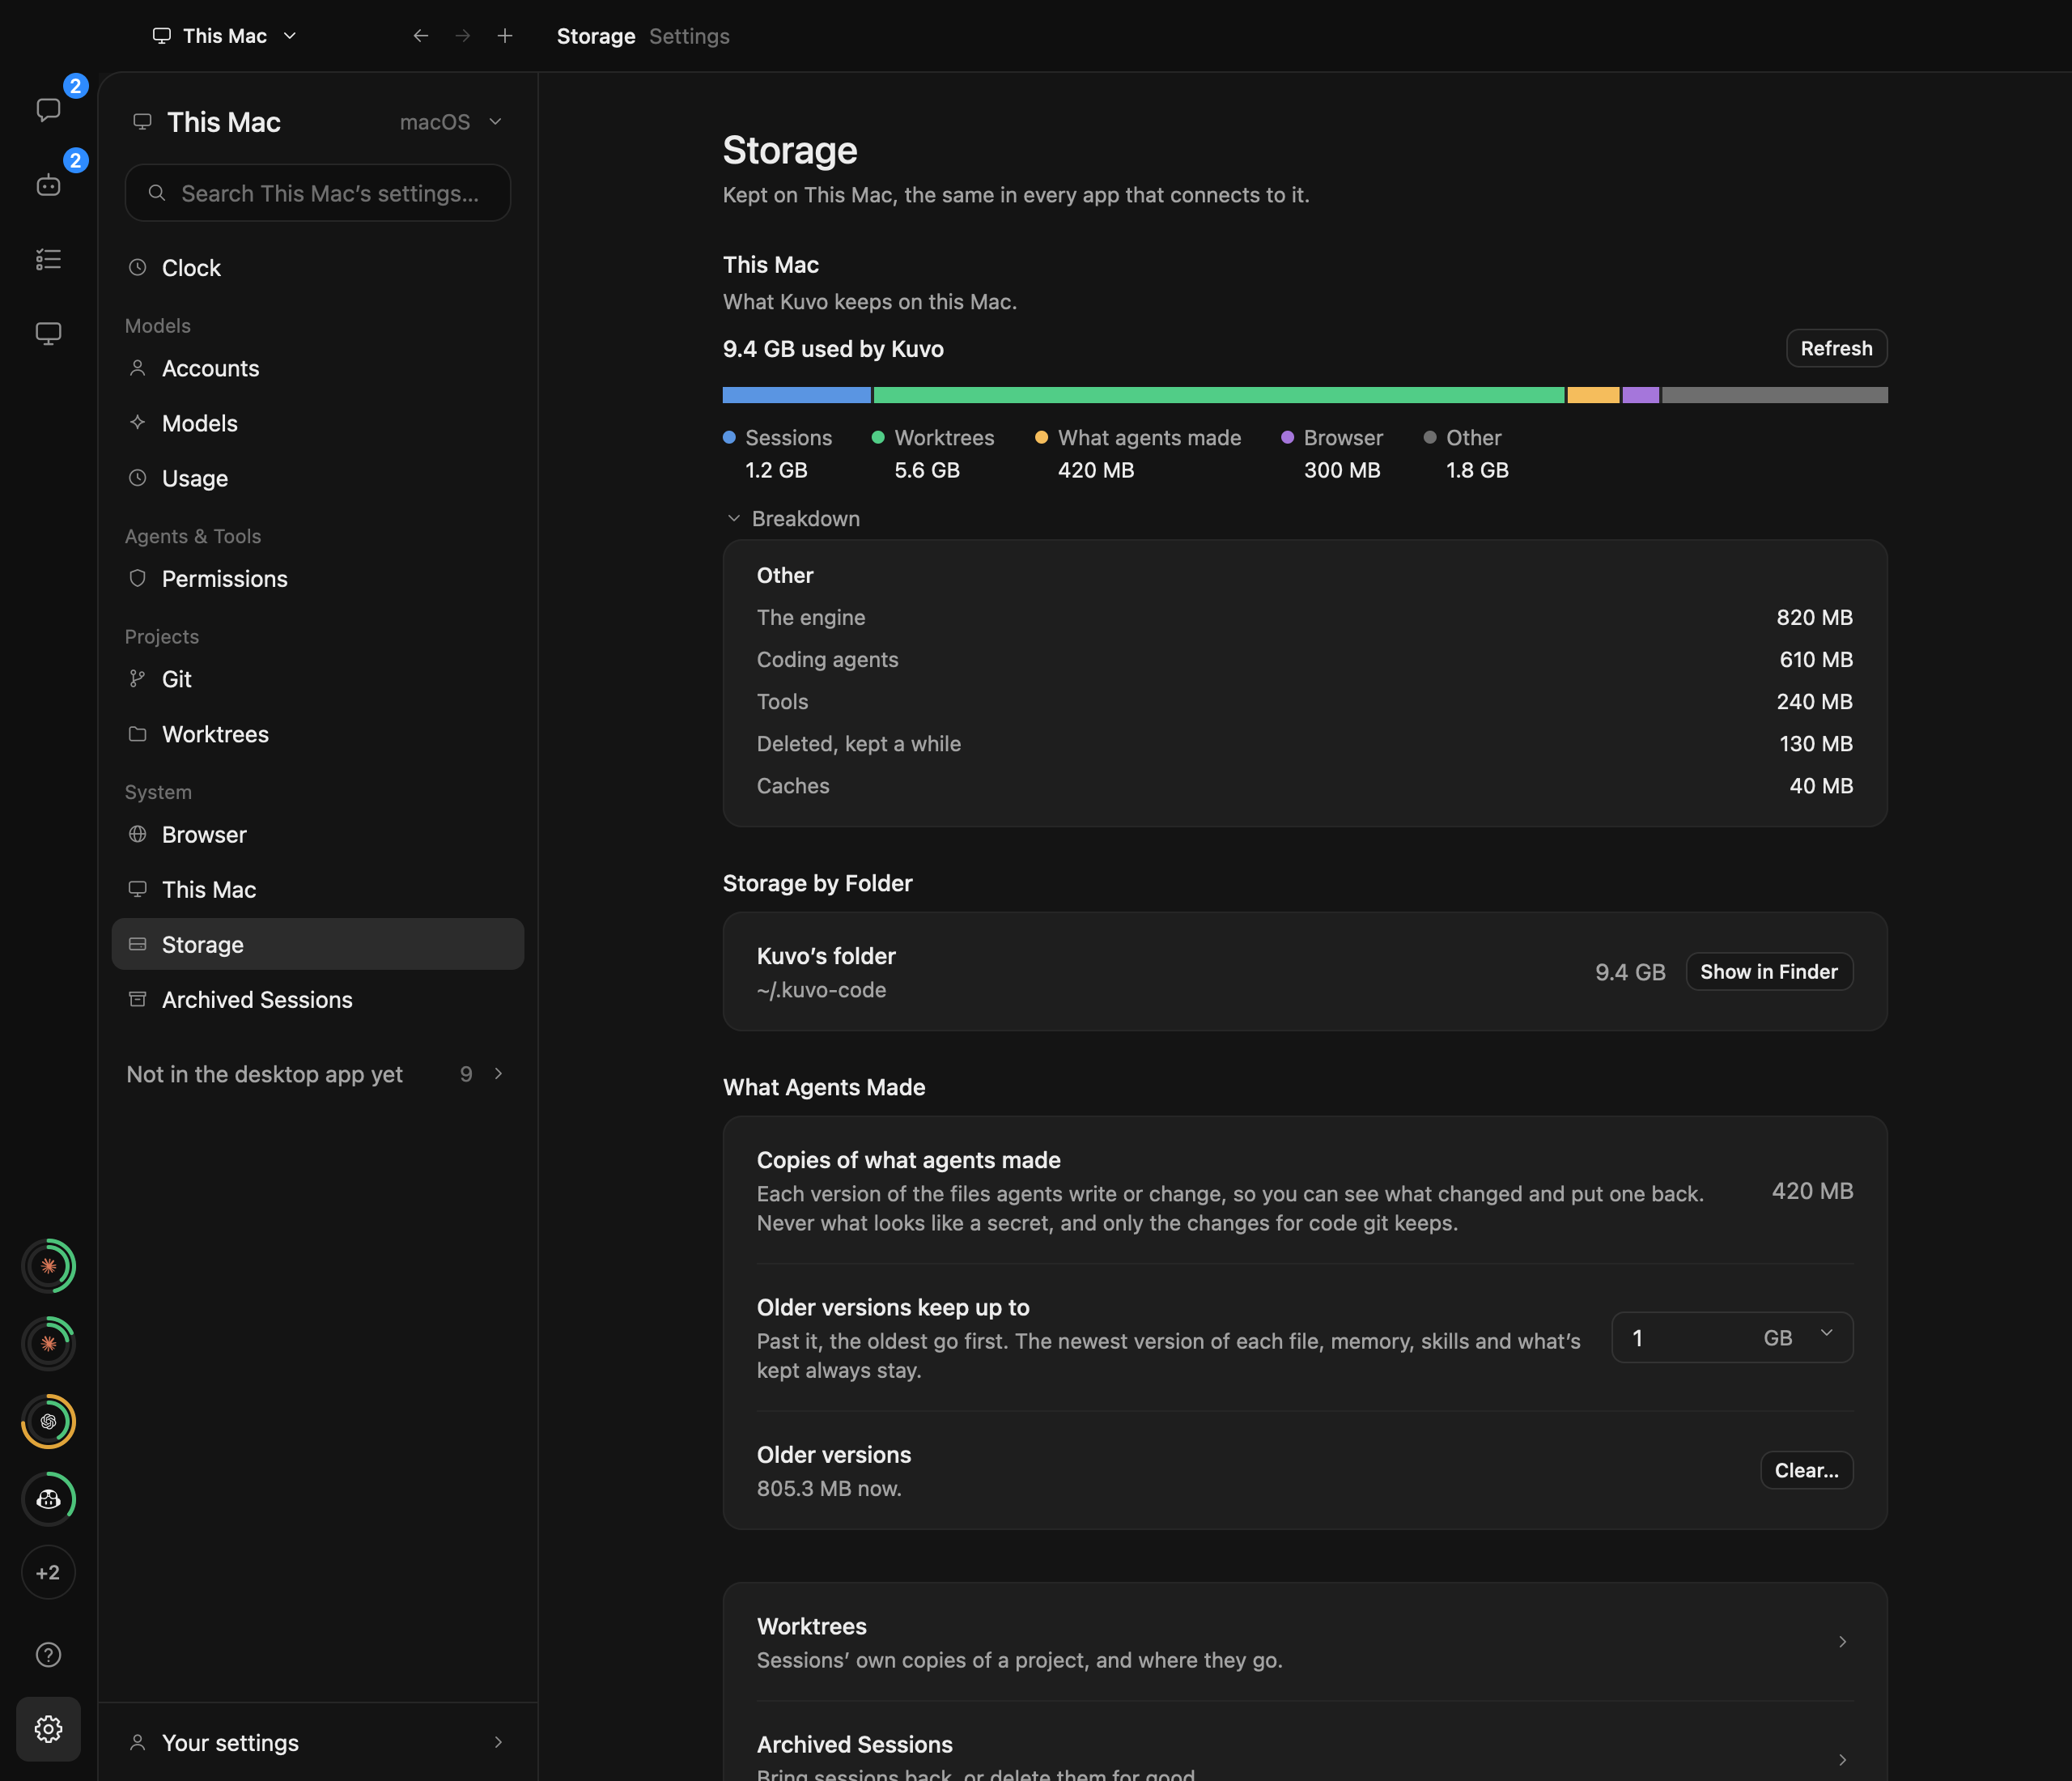 This Mac
Storage Settings
2
2
This Mac macOS
Search This Mac’s settings...
Clock
Models
Accounts
Models
Usage
Agents & Tools
Permissions
Projects
Git
Worktrees
System
Browser
This Mac
Storage
Archived Sessions
Not in the desktop app yet 9
+2
Your settings
Storage
Kept on This Mac, the same in every app that connects to it.
This Mac
What Kuvo keeps on this Mac.
9.4 GB used by Kuvo
Refresh
Sessions Worktrees What agents made Browser Other
1.2 GB 5.6 GB 420 MB 300 MB 1.8 GB
Breakdown
Other
The engine 820 MB
Coding agents 610 MB
Tools 240 MB
Deleted, kept a while 130 MB
Caches 40 MB
Storage by Folder
Kuvo’s folder
~/.kuvo-code
9.4 GB Show in Finder
What Agents Made
Copies of what agents made
Each version of the files agents write or change, so you can see what changed and put one back.
Never what looks like a secret, and only the changes for code git keeps.
420 MB
Older versions keep up to
Past it, the oldest go first. The newest version of each file, memory, skills and what’s
kept always stay.
1 GB
Older versions
805.3 MB now.
Clear...
Worktrees
Sessions’ own copies of a project, and where they go.
Archived Sessions
Bring sessions back, or delete them for good.